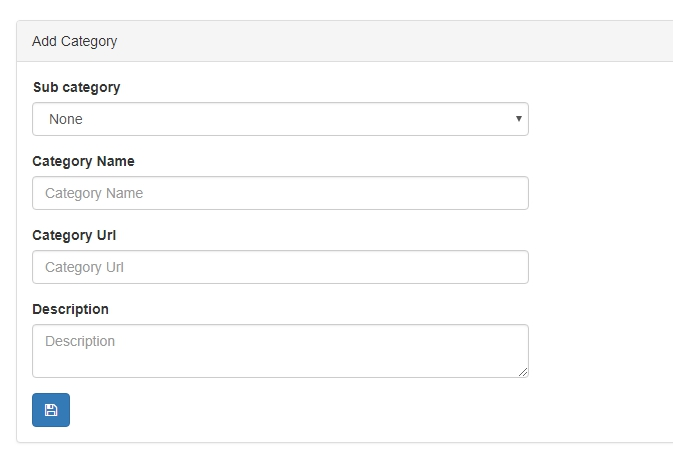 Add Category
Sub category
None
Category Name
Category Name
Category Url
Category Url
Description
Description